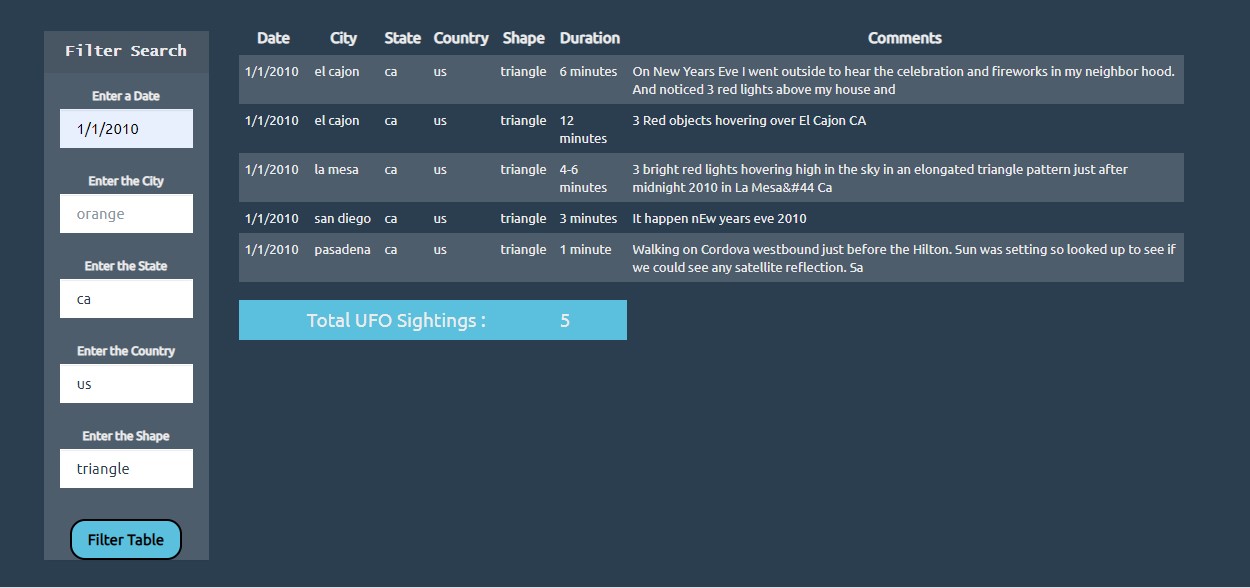 Filter Search
Enter a Date
1/1/2010
Enter the City
orange
Enter the State
ca
Enter the Country
us
Enter the Shape
triangle
Filter Table
Date City State Country Shape Duration Comments
1/1/2010 el cajon ca us triangle 6 minutes On New Years Eve I went outside to hear the celebration and fireworks in my neighbor hood.
And noticed 3 red lights above my house and
1/1/2010 el cajon ca us triangle 12 3 Red objects hovering over El Cajon CA
minutes
1/1/2010 la mesa ca us triangle 4-6 3 bright red lights hovering high in the sky in an elongated triangle pattern just after
minutes midnight 2010 in La Mesa&#44 Ca
1/1/2010 san diego ca us triangle 3 minutes It happen nEw years eve 2010
1/1/2010 pasadena ca us triangle 1 minute Walking on Cordova westbound just before the Hilton. Sun was setting so looked up to see if
we could see any satellite reflection. Sa
Total UFO Sightings : 5